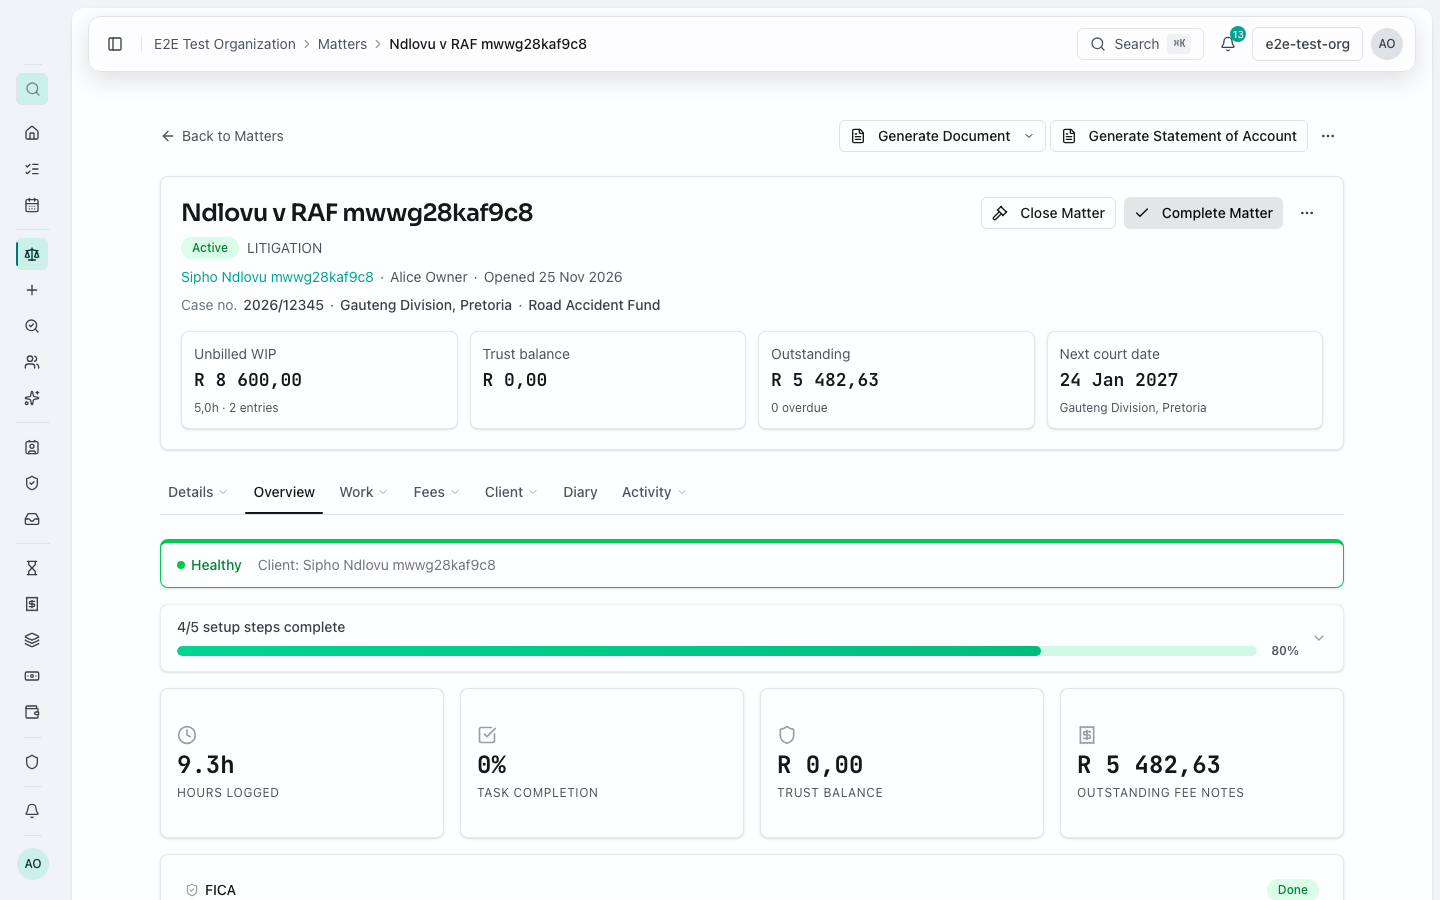 E2E Test Organization > Matters > Ndlovu v RAF mwwg28kaf9c8
Search ⌘K
13
e2e-test-org
AO
Back to Matters
Generate Document
Generate Statement of Account
Ndlovu v RAF mwwg28kaf9c8
Close Matter
Complete Matter
Active LITIGATION
Sipho Ndlovu mwwg28kaf9c8 · Alice Owner · Opened 25 Nov 2026
Case no. 2026/12345 · Gauteng Division, Pretoria · Road Accident Fund
Unbilled WIP
R 8 600,00
5,0h · 2 entries
Trust balance
R 0,00
Outstanding
R 5 482,63
0 overdue
Next court date
24 Jan 2027
Gauteng Division, Pretoria
Details Overview Work Fees Client Diary Activity
Healthy Client: Sipho Ndlovu mwwg28kaf9c8
4/5 setup steps complete
80%
9.3h
HOURS LOGGED
0%
TASK COMPLETION
R 0,00
TRUST BALANCE
R 5 482,63
OUTSTANDING FEE NOTES
FICA
Done
AO